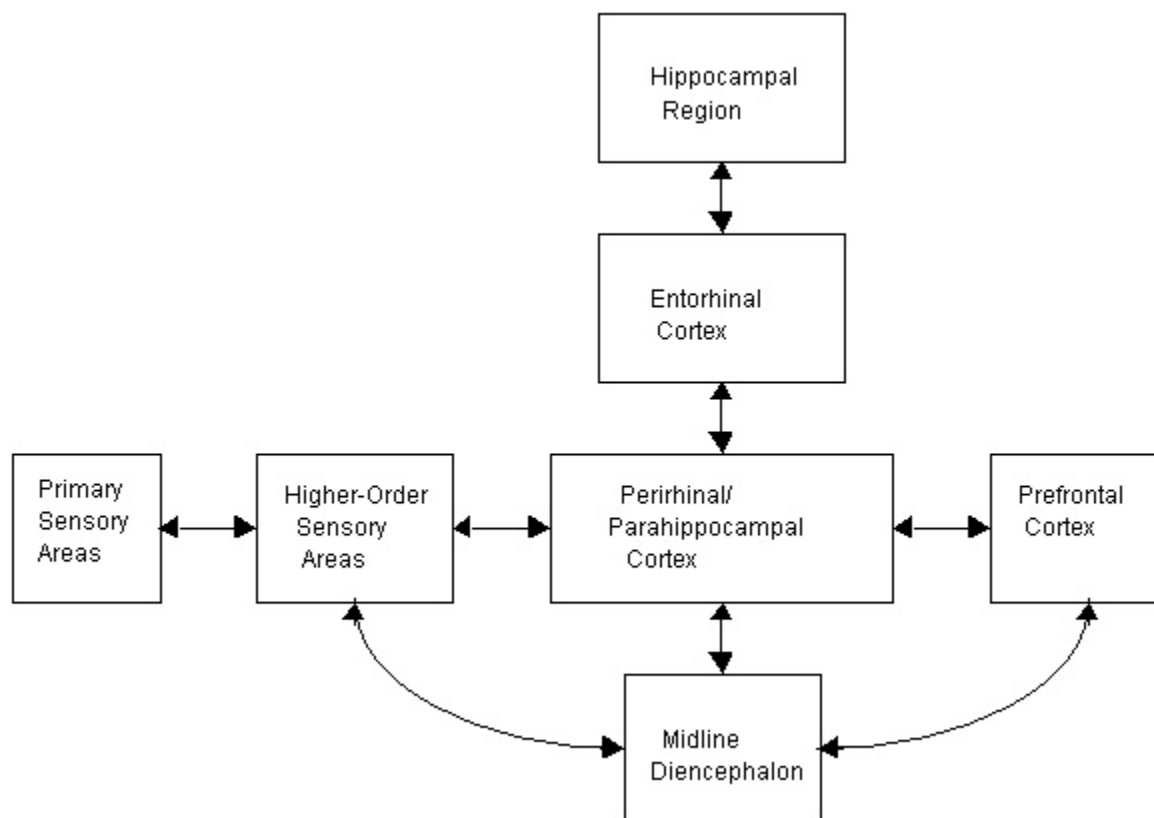 Hippocampal
Region
Entorhinal
Cortex
Primary
Sensory
Areas
Higher-Order
Sensory
Areas
Perirhinal/
Parahippocampal
Cortex
Prefrontal
Cortex
Midline
Diencephalon